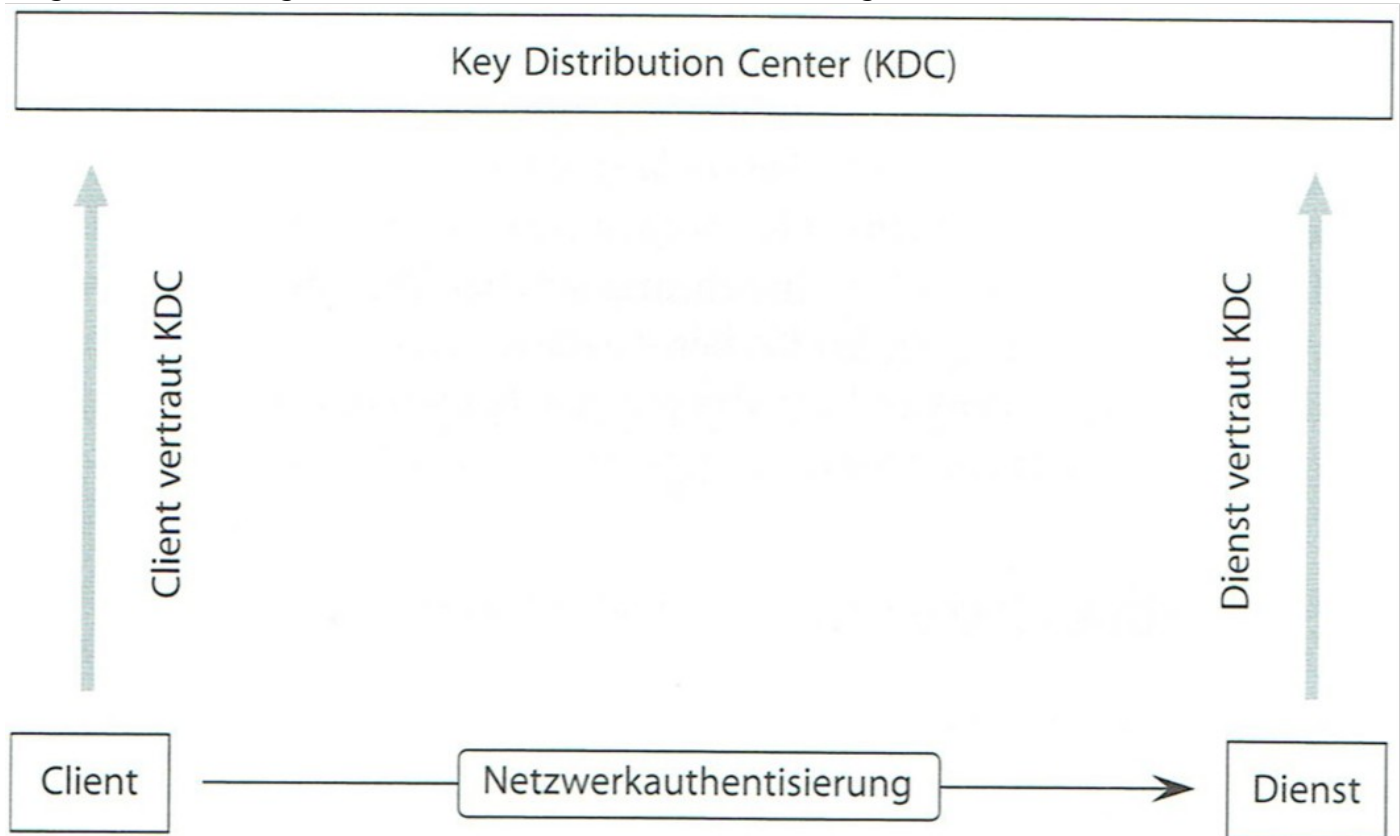 Key Distribution Center (KDC)
Client vertraut KDC
Dienst vertraut KDC
Client
Netzwerkauthentisierung
Dienst